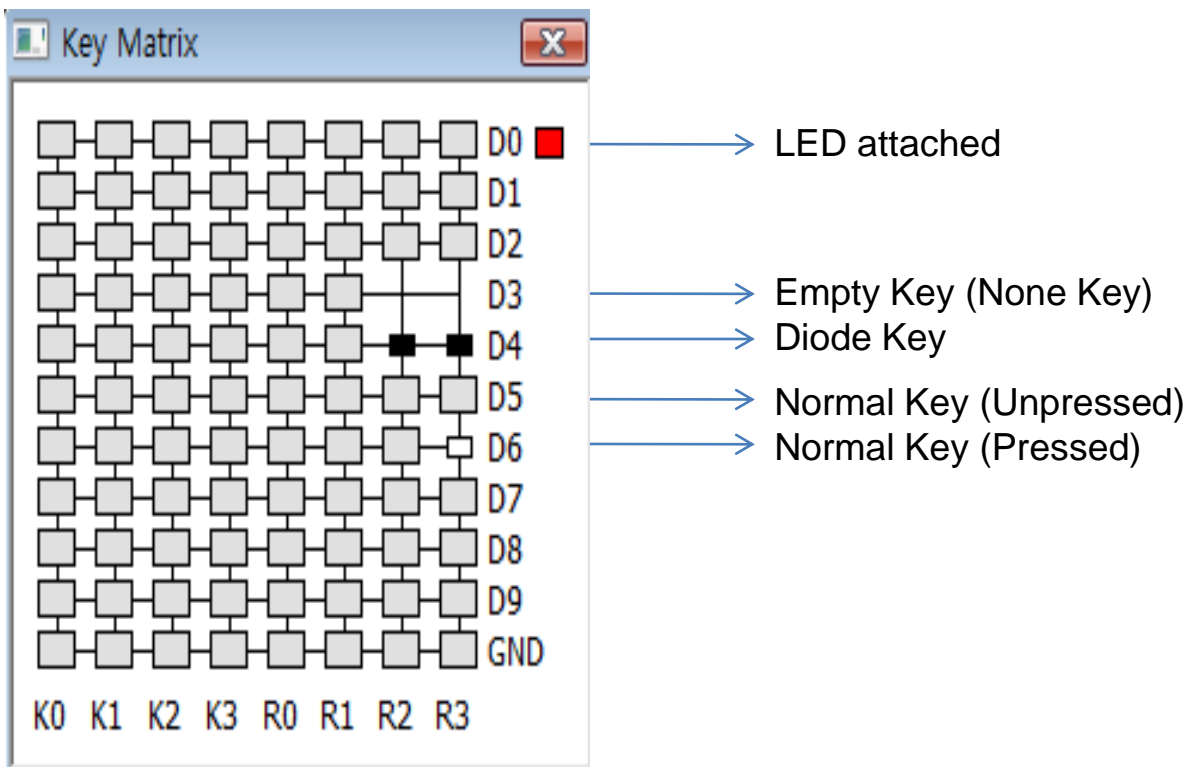 Key Matrix
D0
LED attached
D1
D2
D3
Empty Key (None Key)
D4
Diode Key
D5
Normal Key (Unpressed)
D6
Normal Key (Pressed)
D7
D8
D9
GND
K0 K1 K2 K3 R0 R1 R2 R3